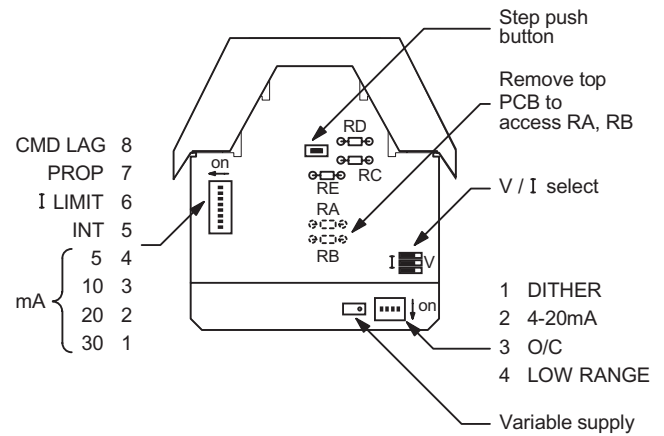 Step push
button
Remove top
PCB to
access RA, RB
RD
CMD LAG 8
on
RC
PROP 7
RE
V / I select
I LIMIT 6
RA
INT 5
RB
5 4
I V
10 3
mA
20 2
30 1
on
1 DITHER
2 4-20mA
3 O/C
4 LOW RANGE
Variable supply